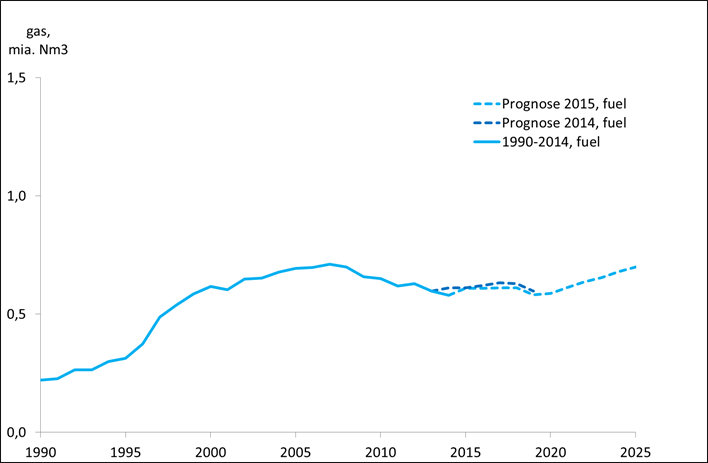 gas,
mia. Nm3
1,5
Prognose 2015, fuel
Prognose 2014, fuel
1990-2014, fuel
1,0
0,5
0,0
1990 1995 2000 2005 2010 2015 2020 2025